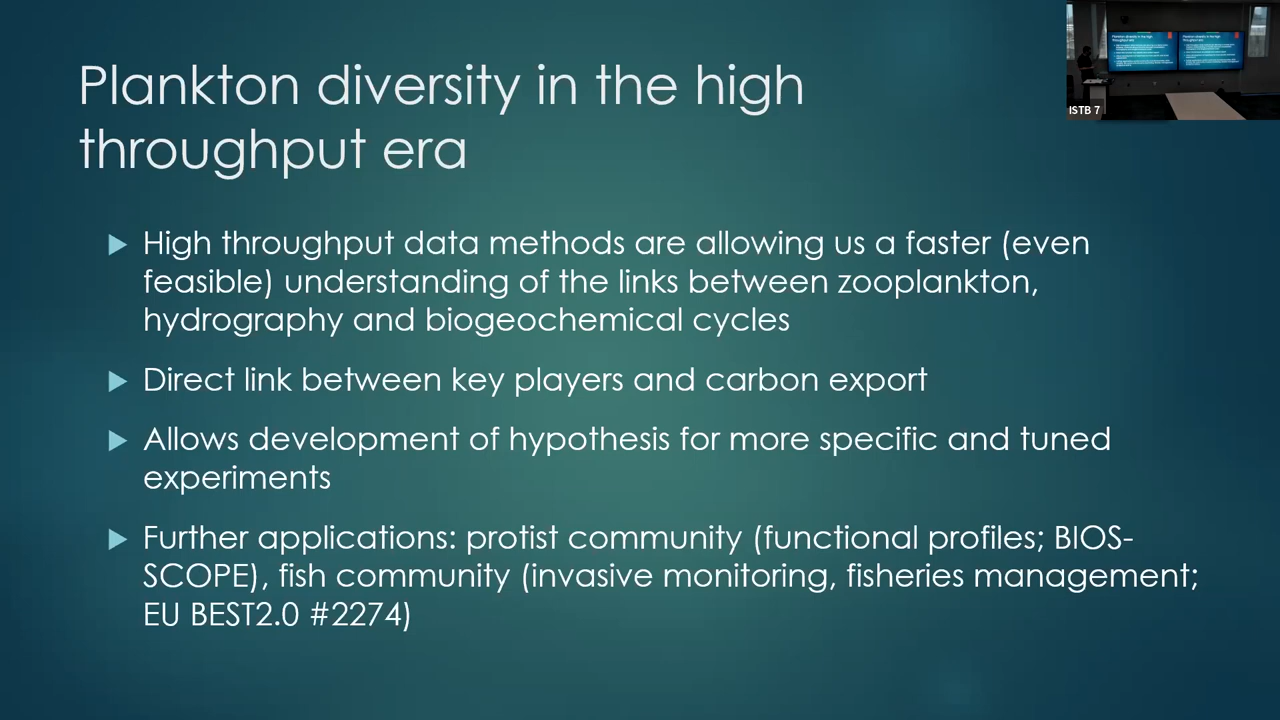 Plankton diversity in the high
throughput era
High throughput data methods are allowing us a faster (even
feasible) understanding of the links between zooplankton,
hydrography and biogeochemical cycles
Direct link between key players and carbon export
Allows development of hypothesis for more specific and tuned
experiments
Further applications: protist community (functional profiles; BIOS-
SCOPE), fish community (invasive monitoring, fisheries management;
EU BEST2.0 #2274)
ISTB 7